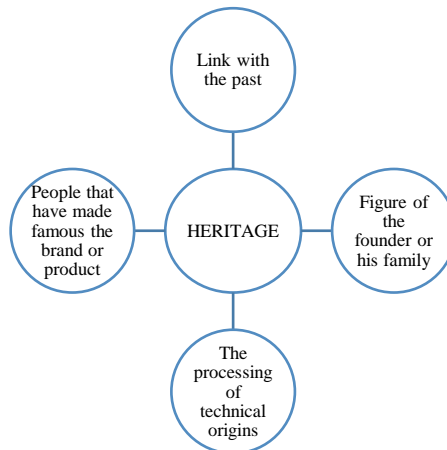 Link with
the past
People that
have made
famous the
brand or
product
HERITAGE
Figure of
the
founder or
his family
The
processing
of
technical
origins